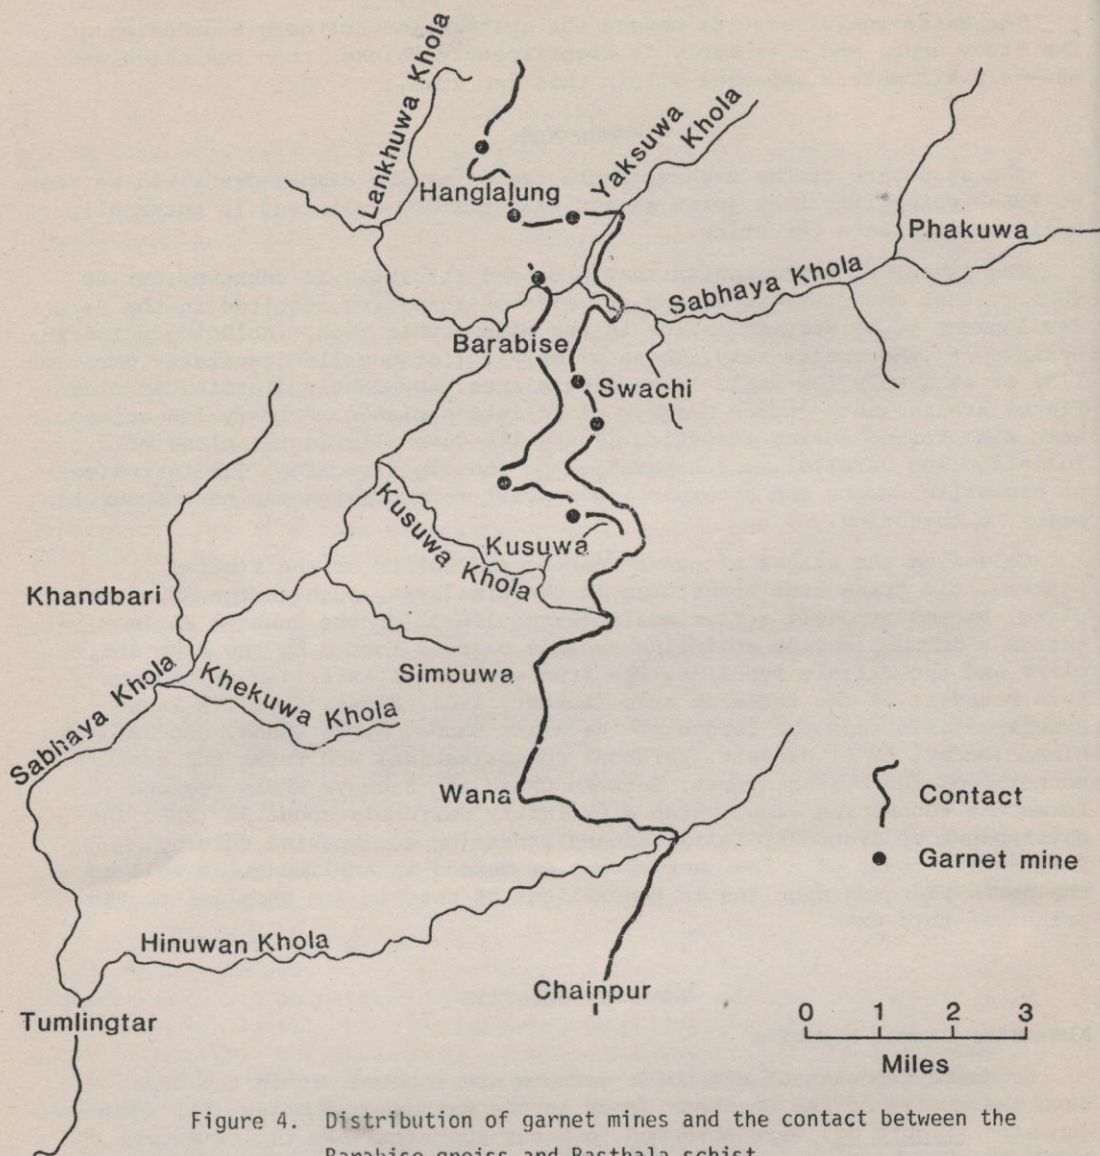 Lankhuwa Khola
Yaksuwa
Khola
Hanglalung
Phakuwa
Sabhaya Khola
Barabise
Swachi
Kusuwa Khola
Kusuwa
Khandbari
Simbuwa
Sabhaya Khola
Khekuwa Khola
Wana
Contact
Garnet mine
Hinuwan Khola
Chainpur
Tumlingtar
0 1 2 3
Miles
Figure 4. Distribution of garnet mines and the contact between the
Barabise gneiss and Basthala schist